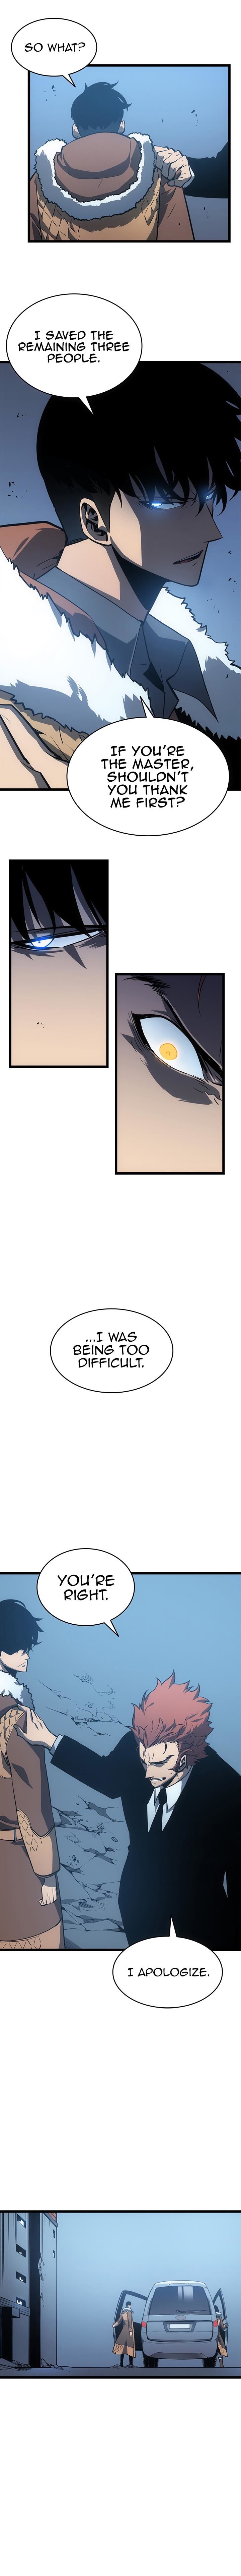 SO WHAT?
I SAVED THE
REMAINING THREE
PEOPLE.
IF YOU'RE
THE MASTER,
SHOULDN'T
YOU THANK
ME FIRST?
...I WAS
BEING TOO
DIFFICULT.
YOU'RE
RIGHT.
I APOLOGIZE.